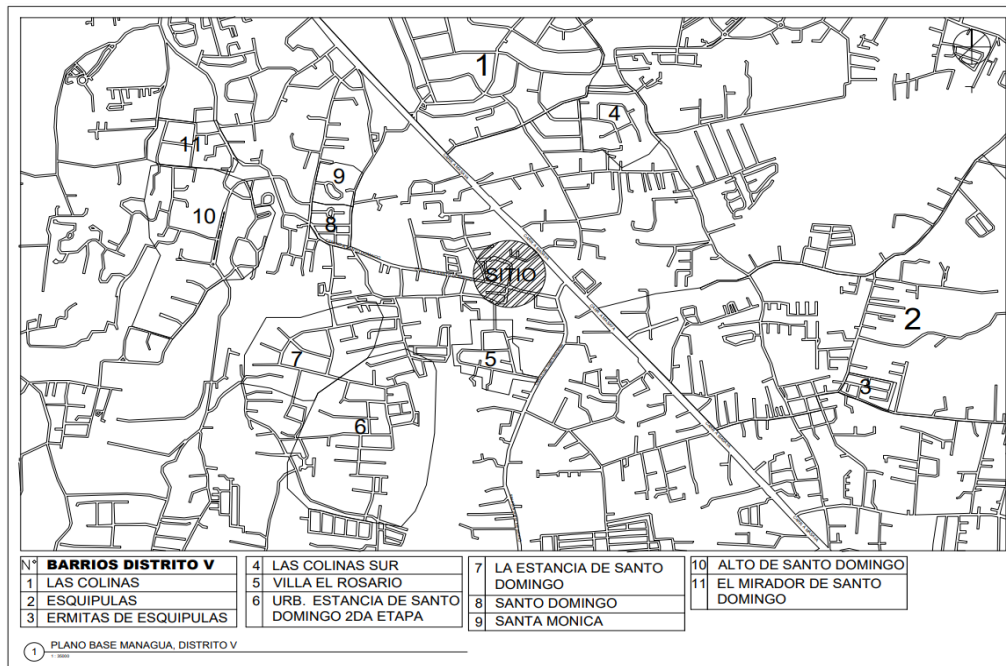 1
4
11
9
10
8
SITIO
2
7
5
3
6
N° BARRIOS DISTRITO V
1 LAS COLINAS
2 ESQUIPULAS
3 ERMITAS DE ESQUIPULAS
4 LAS COLINAS SUR
5 VILLA EL ROSARIO
6 URB. ESTANCIA DE SANTO
DOMINGO 2DA ETAPA
7 LA ESTANCIA DE SANTO
DOMINGO
8 SANTO DOMINGO
9 SANTA MONICA
10 ALTO DE SANTO DOMINGO
11 EL MIRADOR DE SANTO
DOMINGO
1 PLANO BASE MANAGUA, DISTRITO V